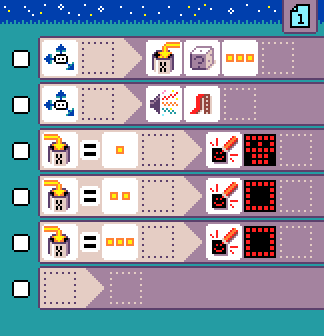 1
X
=
X
=
X
=
X